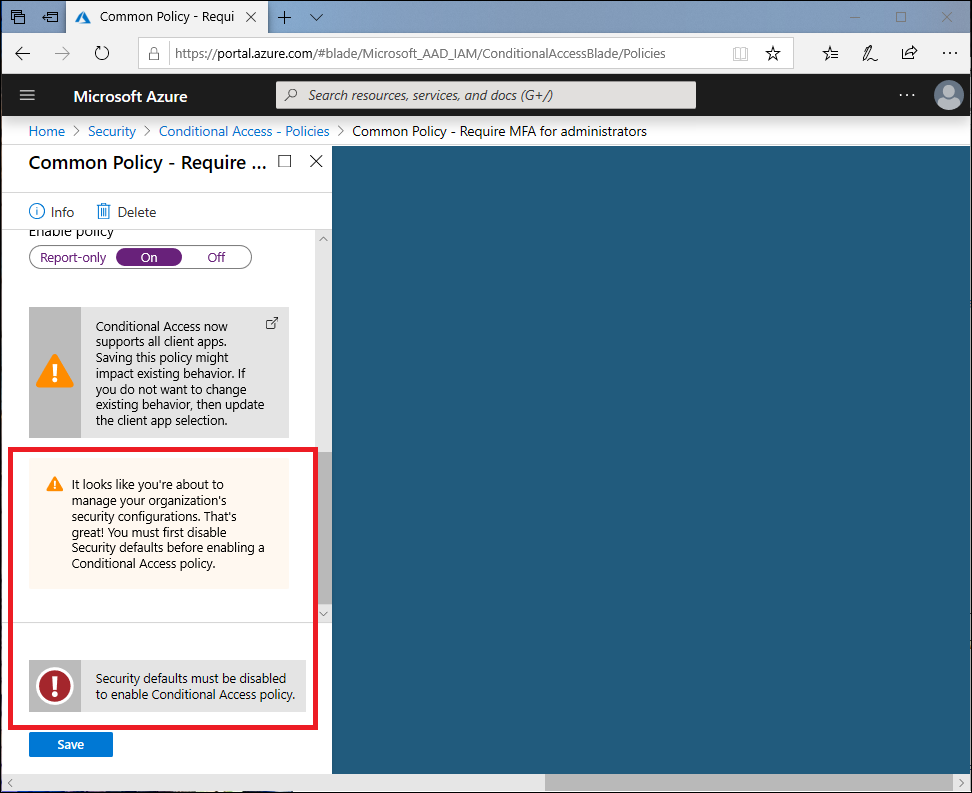 Common Policy - Requi
https://portal.azure.com/#blade/Microsoft_AAD_IAM/ConditionalAccessBlade/Policies
Microsoft Azure
Search resources, services, and docs (G+/)
Home > Security > Conditional Access - Policies > Common Policy - Require MFA for administrators
Common Policy - Require ...
Info Delete
Enable policy
Report-only On Off
Conditional Access now
supports all client apps.
Saving this policy might
impact existing behavior. If
you do not want to change
existing behavior, then update
the client app selection.
It looks like you're about to
manage your organization's
security configurations. That's
great! You must first disable
Security defaults before enabling a
Conditional Access policy.
Security defaults must be disabled
to enable Conditional Access policy.
Save